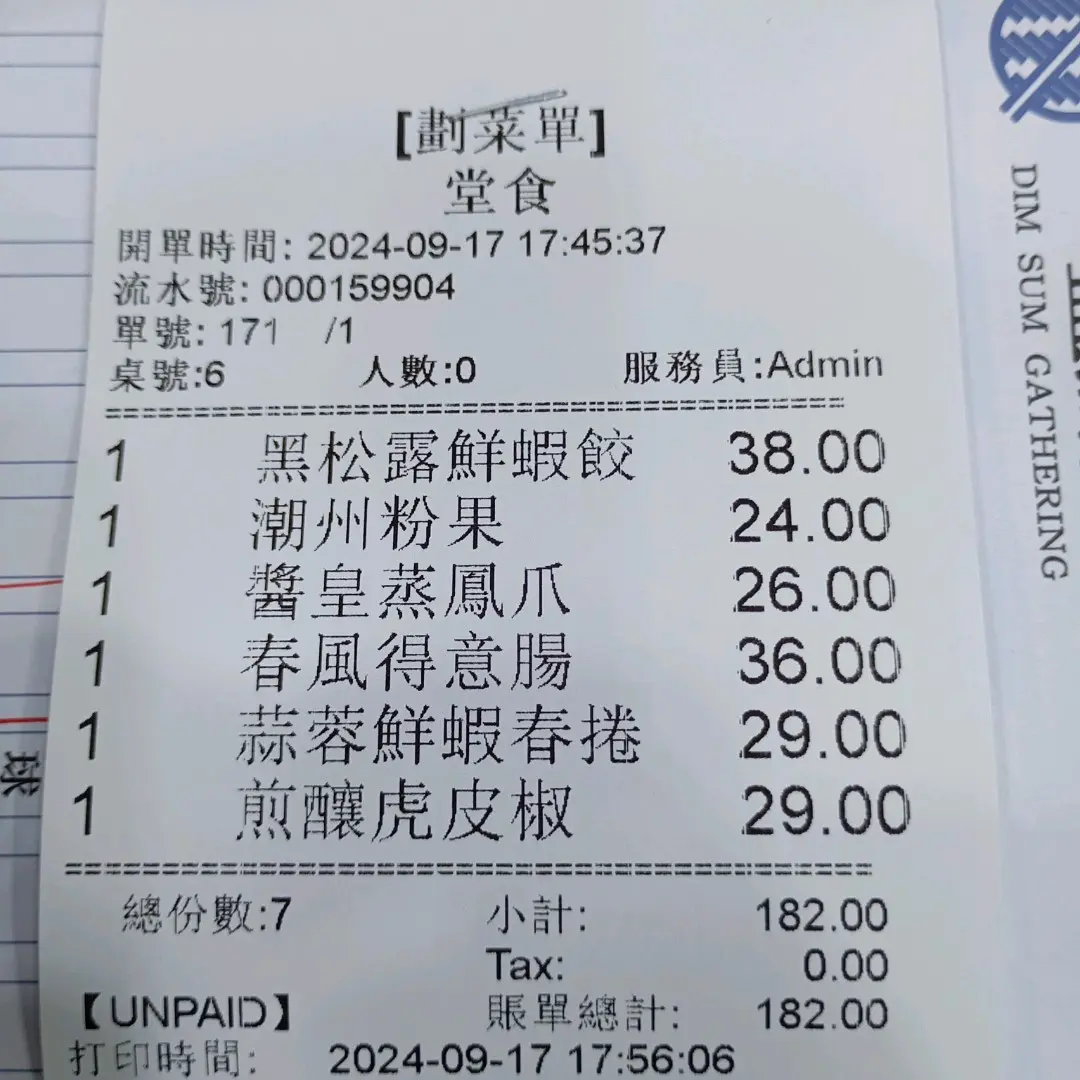 [劃菜單]
堂食
開單時間: 2024-09-17 17:45:37
流水號: 000159904
單號: 171 /1
桌號:6 人數:0 服務員:Admin
1 黑松露鮮蝦餃 38.00
1 潮州粉果 24.00
1 醬皇蒸鳳爪 26.00
1 春風得意腸 36.00
1 蒜蓉鮮蝦春捲 29.00
1 煎釀虎皮椒 29.00
總份數:7 小計: 182.00
Tax: 0.00
【UNPAID】 賬單總計: 182.00
打印時間: 2024-09-17 17:56:06
DIM SUM GATHERING
球